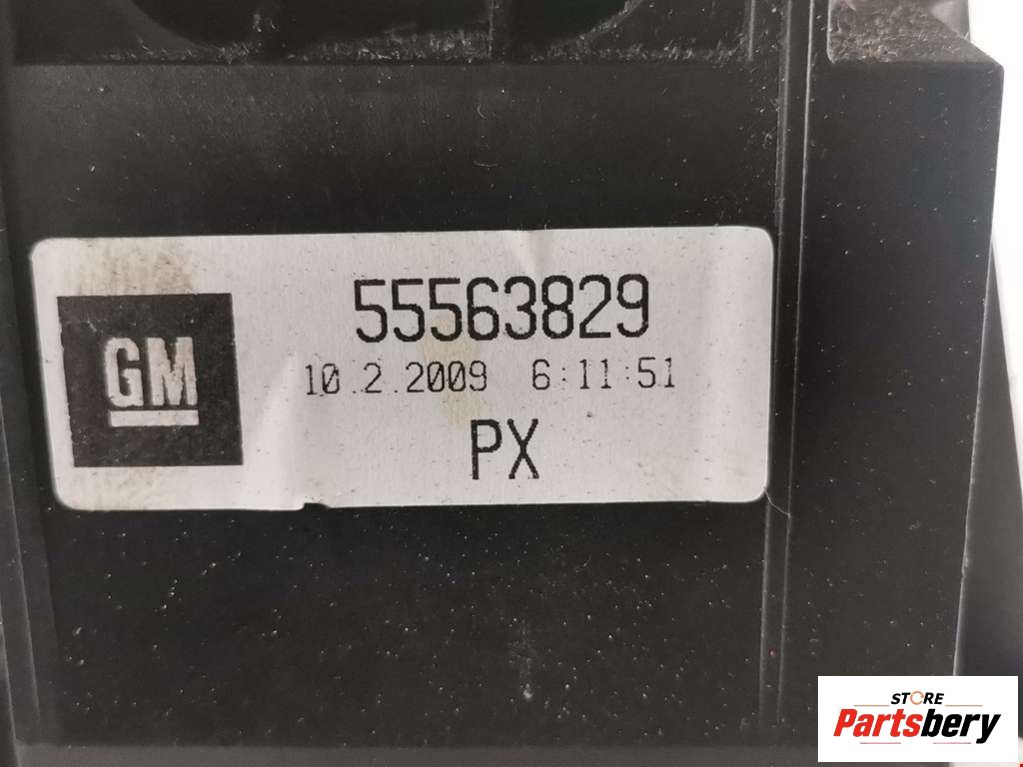 55563829
GM
10.2.2009 6:11:51
PX
STORE
Partsbery